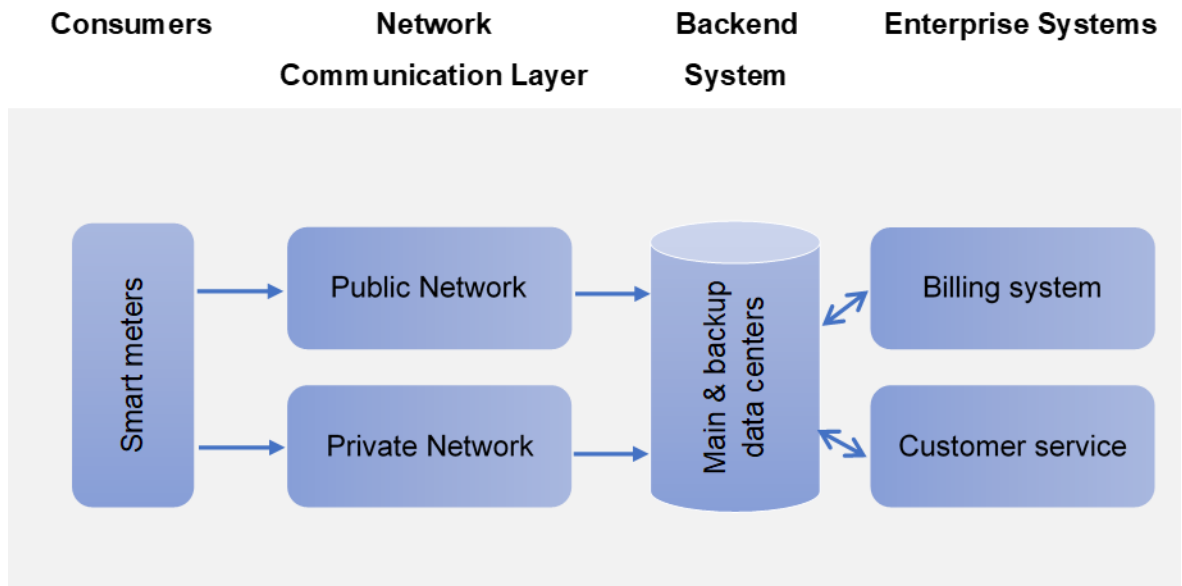 Consumers
Network
Communication Layer
Backend
System
Enterprise Systems
Smart meters
Public Network
Private Network
Main & backup
data centers
Billing system
Customer service